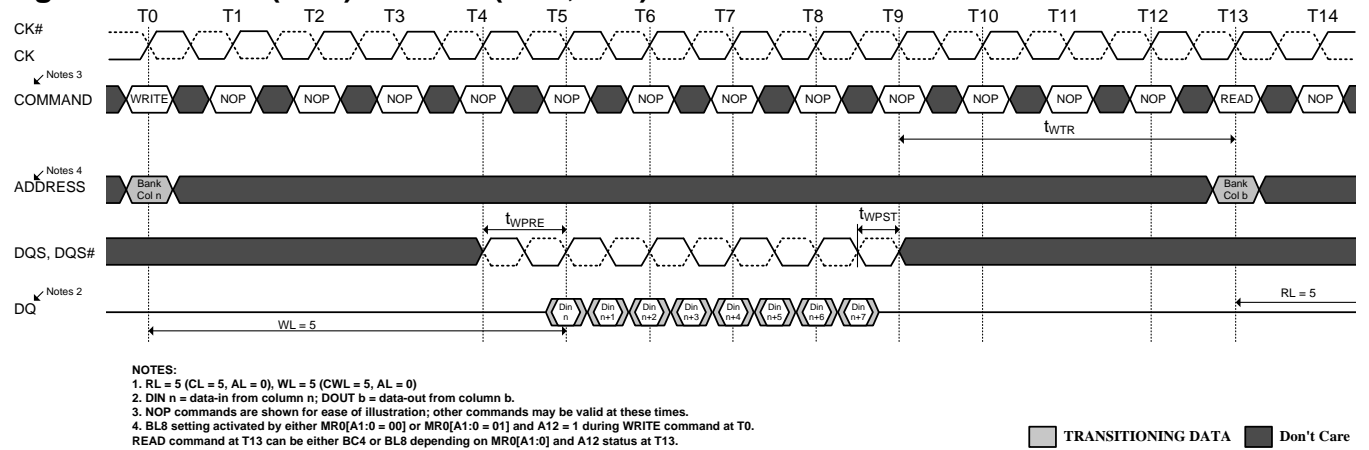 T0 T1 T2 T3 T4 T5 T6 T7 T8 T9 T10 T11 T12 T13 T14
CK#
CK
Notes 3
COMMAND WRITE NOP NOP NOP NOP NOP NOP NOP NOP NOP NOP NOP NOP READ NOP
tWTR
Notes 4
ADDRESS
Bank Bank
Col n Col b
tWPRE tWPST
DQS, DQS#
Notes 2
DQ
Din Din Din Din Din Din Din Din
n n+1 n+2 n+3 n+4 n+5 n+6 n+7
RL = 5
WL = 5
NOTES:
1. RL = 5 (CL = 5, AL = 0), WL = 5 (CWL = 5, AL = 0)
2. DIN n = data-in from column n; DOUT b = data-out from column b.
3. NOP commands are shown for ease of illustration; other commands may be valid at these times.
4. BL8 setting activated by either MR0[A1:0 = 00] or MR0[A1:0 = 01] and A12 = 1 during WRITE command at T0.
READ command at T13 can be either BC4 or BL8 depending on MR0[A1:0] and A12 status at T13.
TRANSITIONING DATA Don't Care